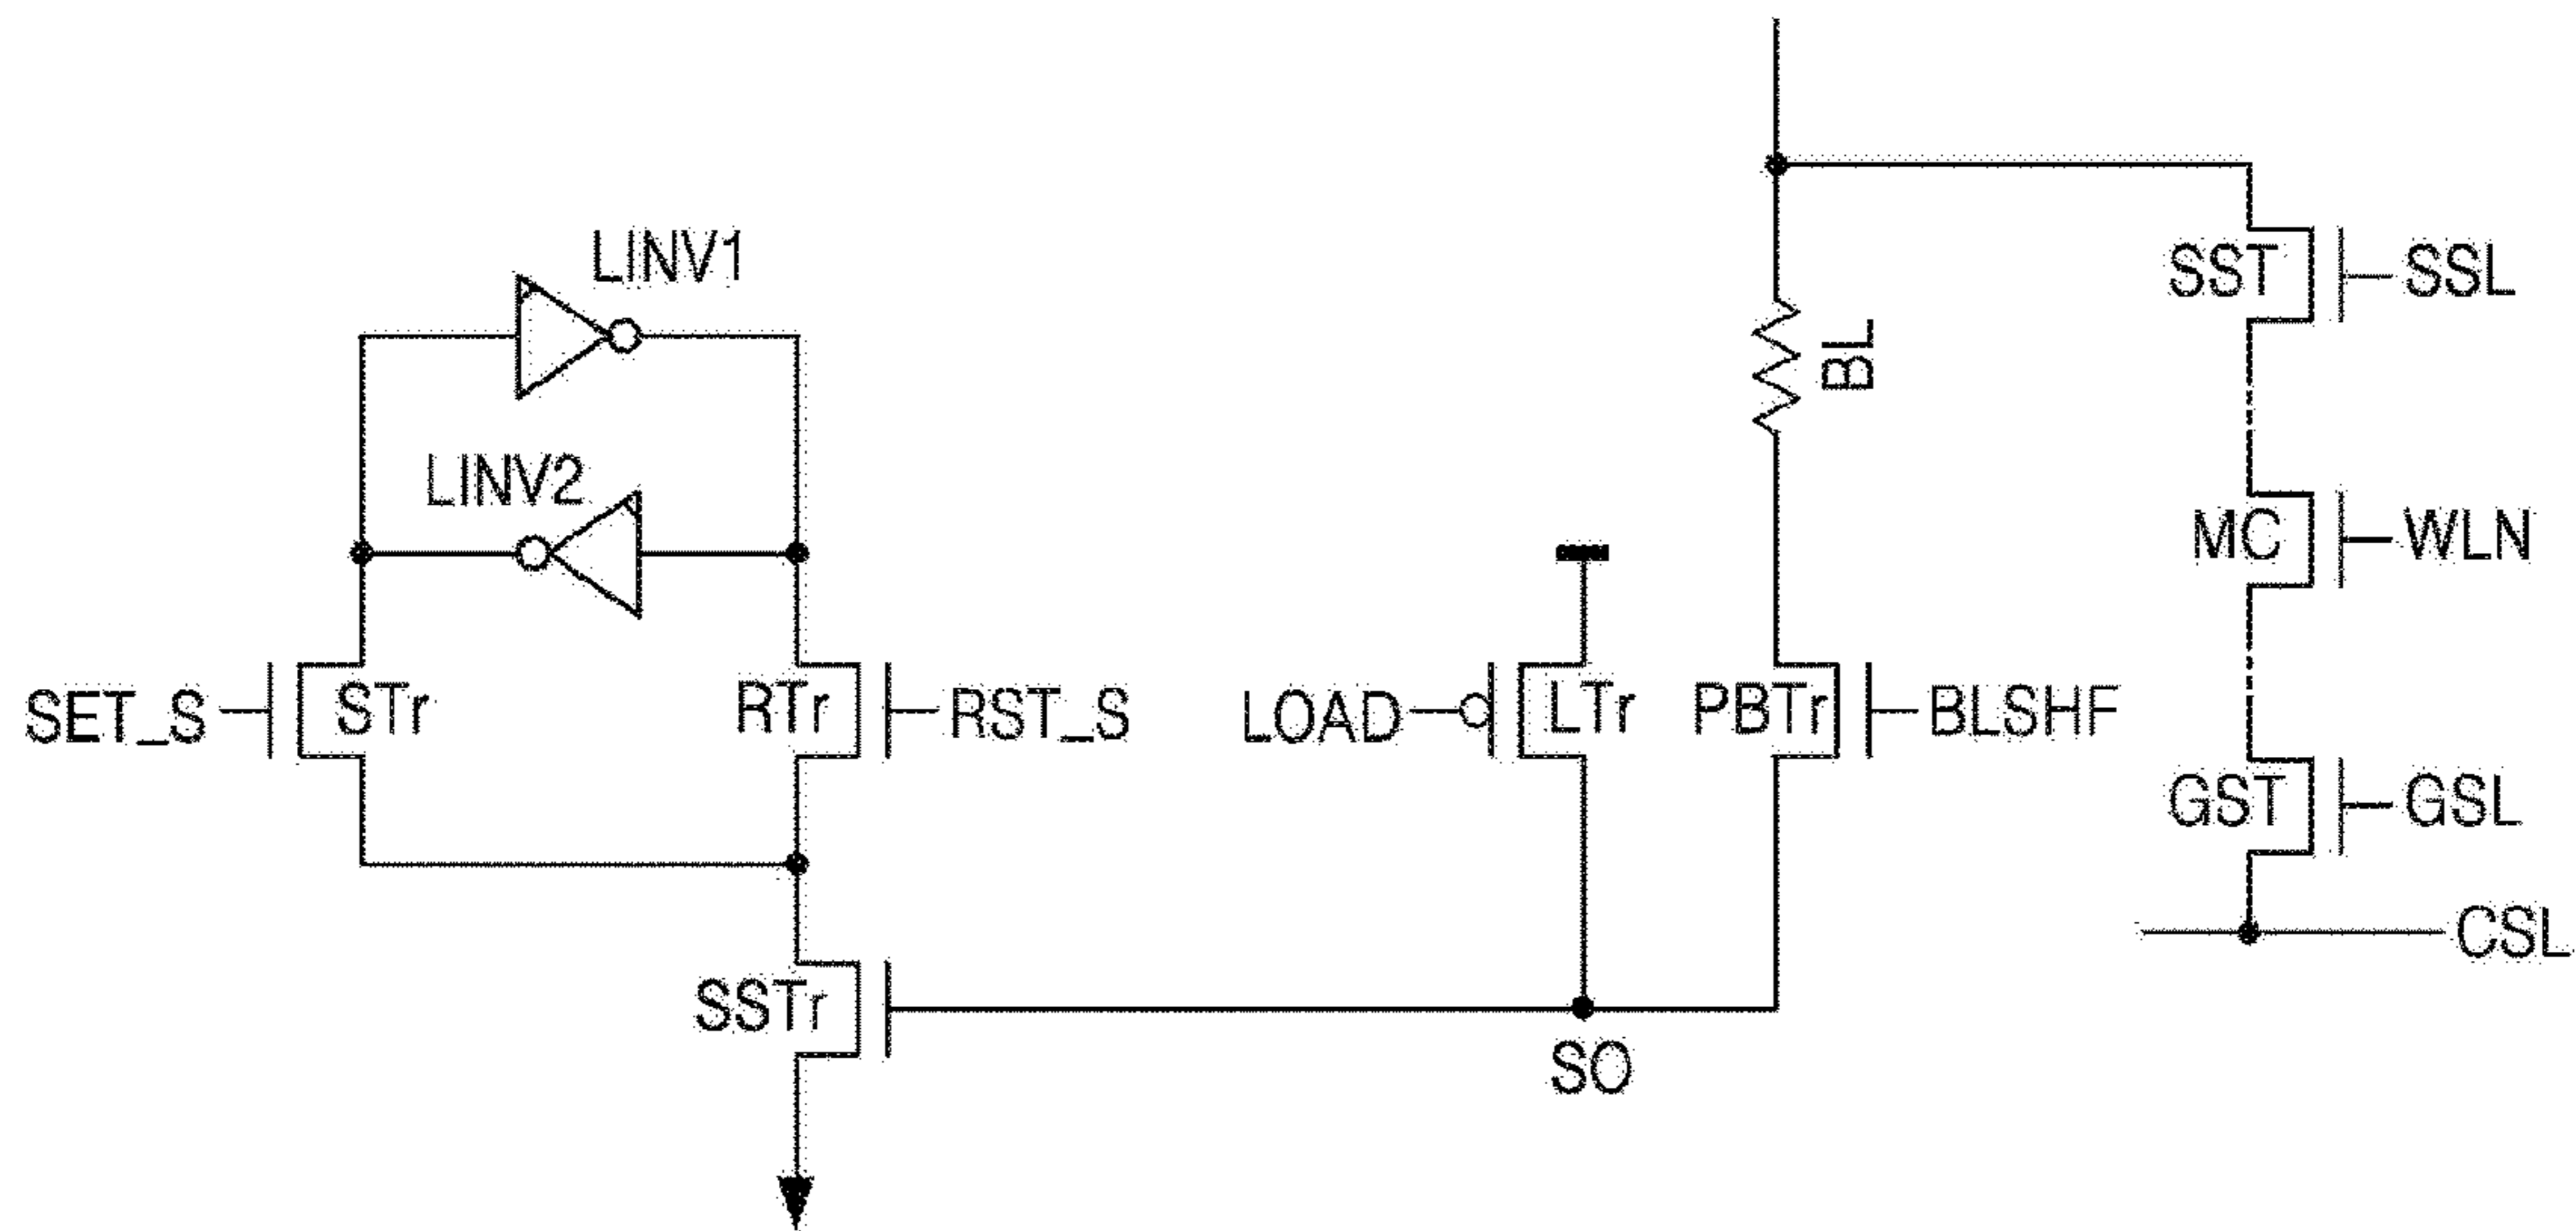 LINV1
SST
SSL
BL
LINV2
MC
WLN
SET_S
STr
RTr
RST_S
LOAD
LTr
PBTr
BLSHF
GST
GSL
CSL
SSTr
SO